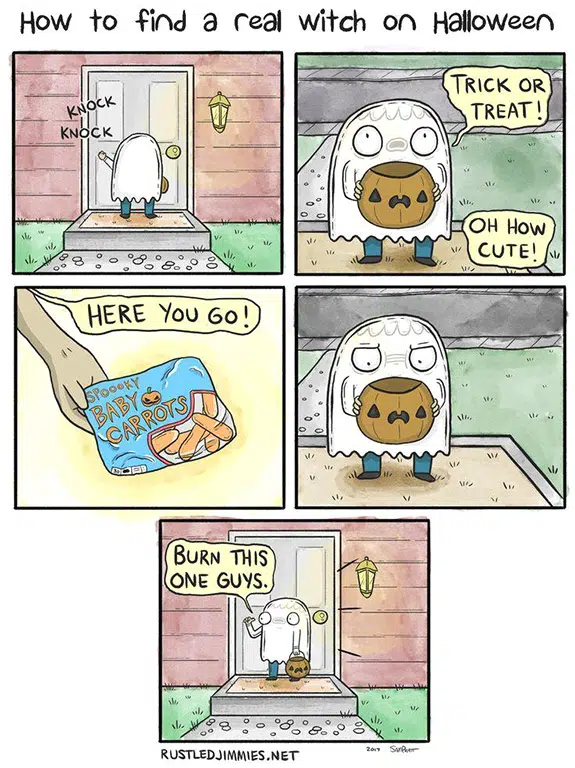 How to find a real witch on Halloween
KNOCK
KNOCK
TRICK OR
TREAT!
OH HOW
CUTE!
HERE YOU GO!
SPOOOKY
BABY
CARROTS
BURN THIS
ONE GUYS.
RUSTLEDJIMMIES.NET